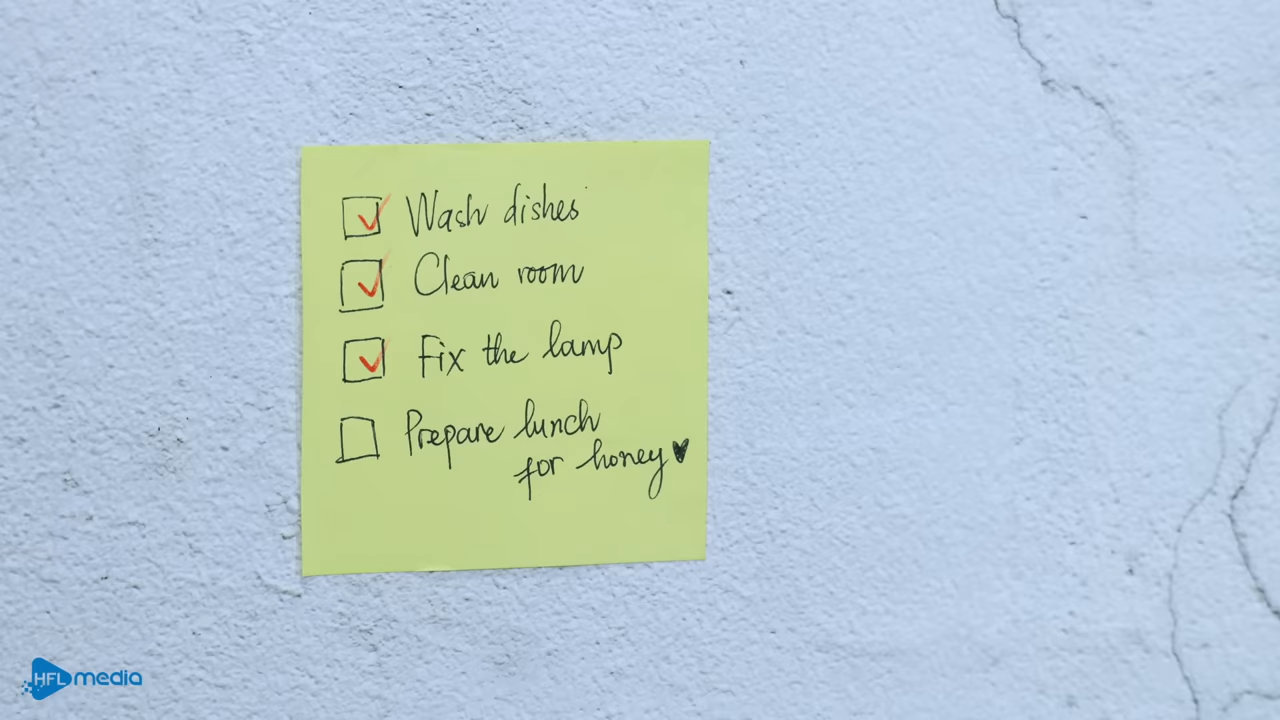 Wash dishes
Clean room
Fix the lamp
Prepare lunch
for honey
HFL media